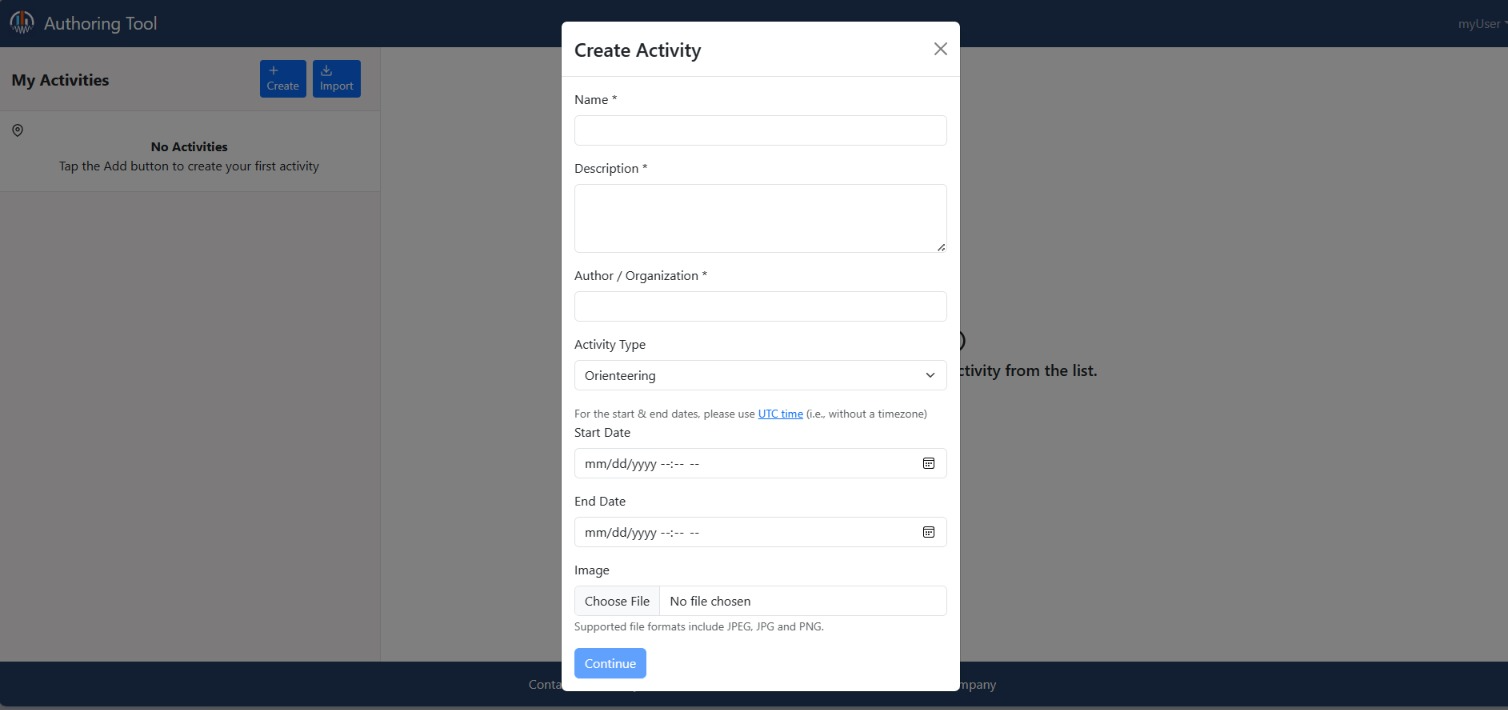 Authoring Tool
myUser
My Activities
Create
Import
No Activities
Tap the Add button to create your first activity
Create Activity
Name *
Description *
Author / Organization *
Activity Type
Orienteering
from the list.
For the start & end dates, please use UTC time (i.e., without a timezone)
Start Date
mm/dd/yyyy --:-- --
End Date
mm/dd/yyyy --:-- --
Image
Choose File No file chosen
Supported file formats include JPEG, JPG and PNG.
Continue